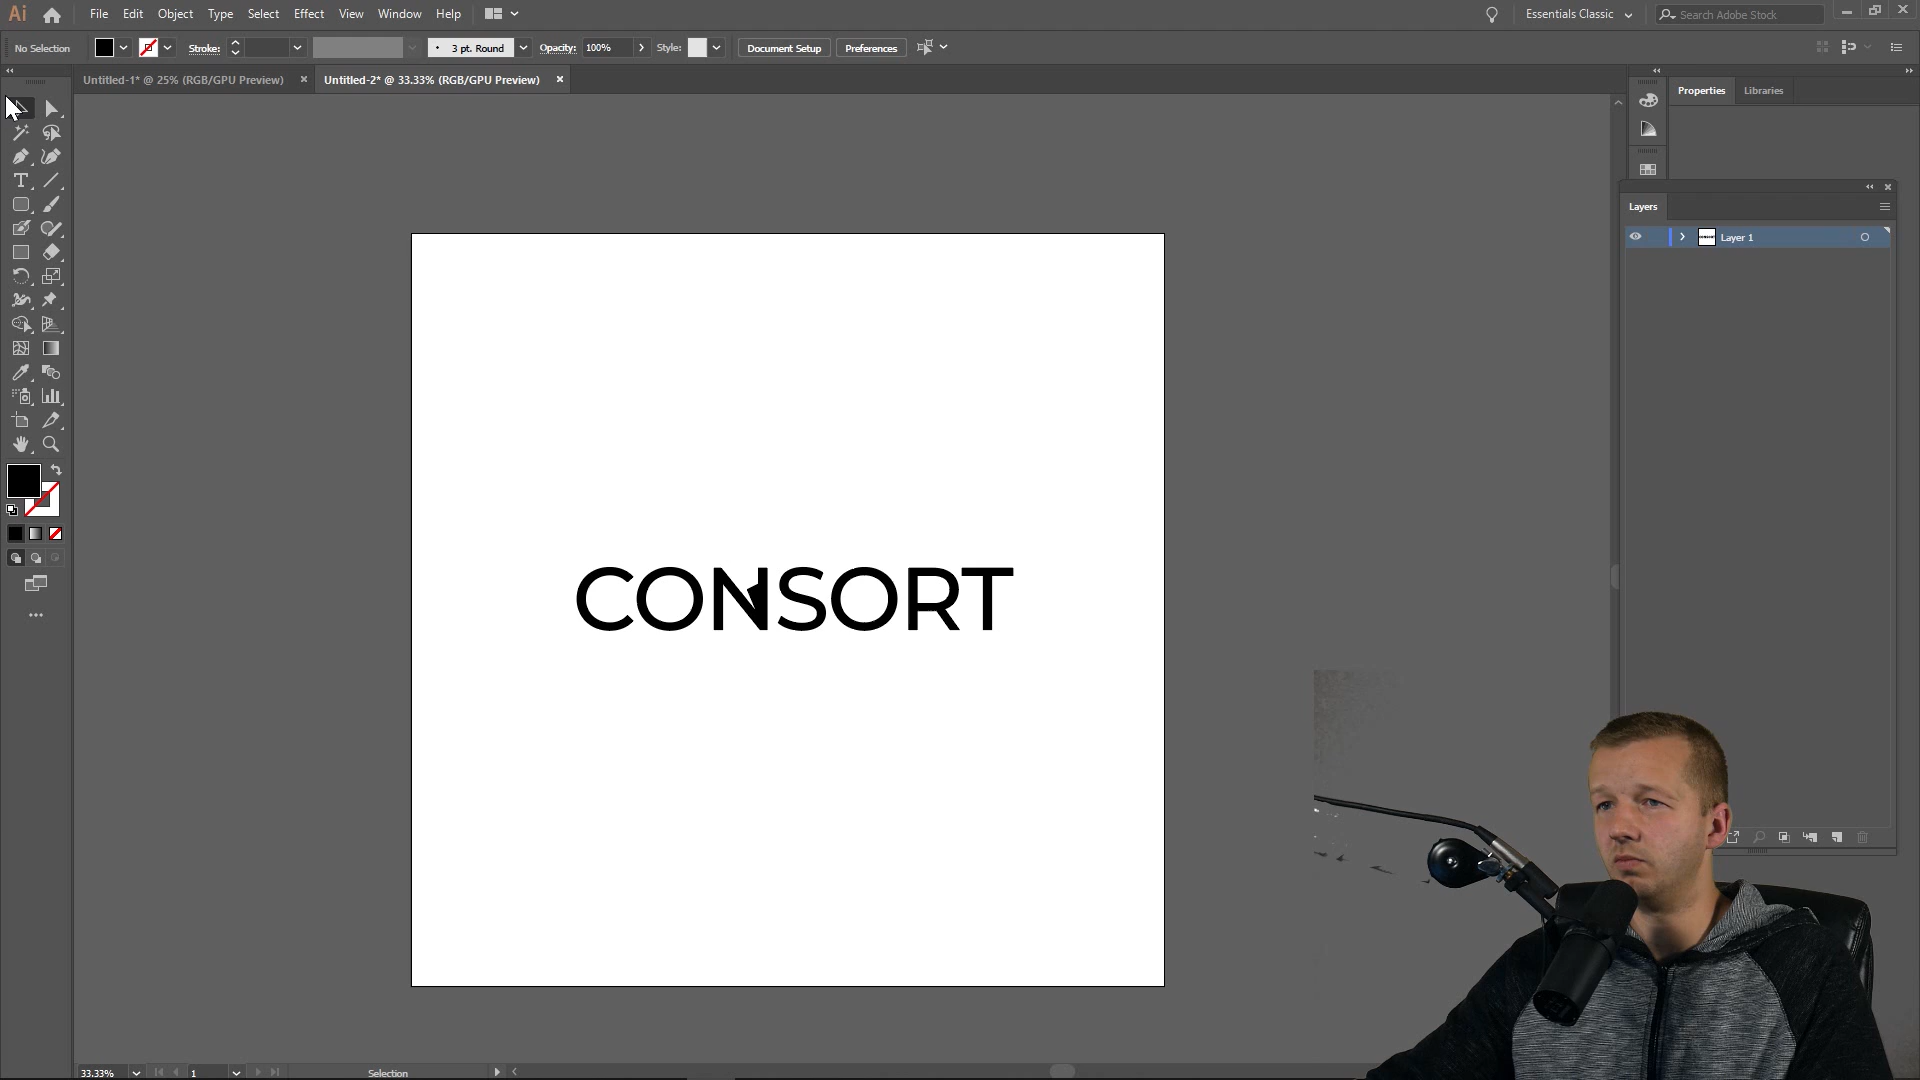 Ai File Edit Object Type Select Effect View Window Help Essentials Classic Search Adobe Stock
No Selection Stroke: 3 pt. Round Opacity: 100% Style: Document Setup Preferences
Untitled-1* @ 25% (RGB/GPU Preview) × Untitled-2* @ 33.33% (RGB/GPU Preview) ×
Properties Libraries
Layers
Layer 1
CONSORT
33.33% 1 Selection